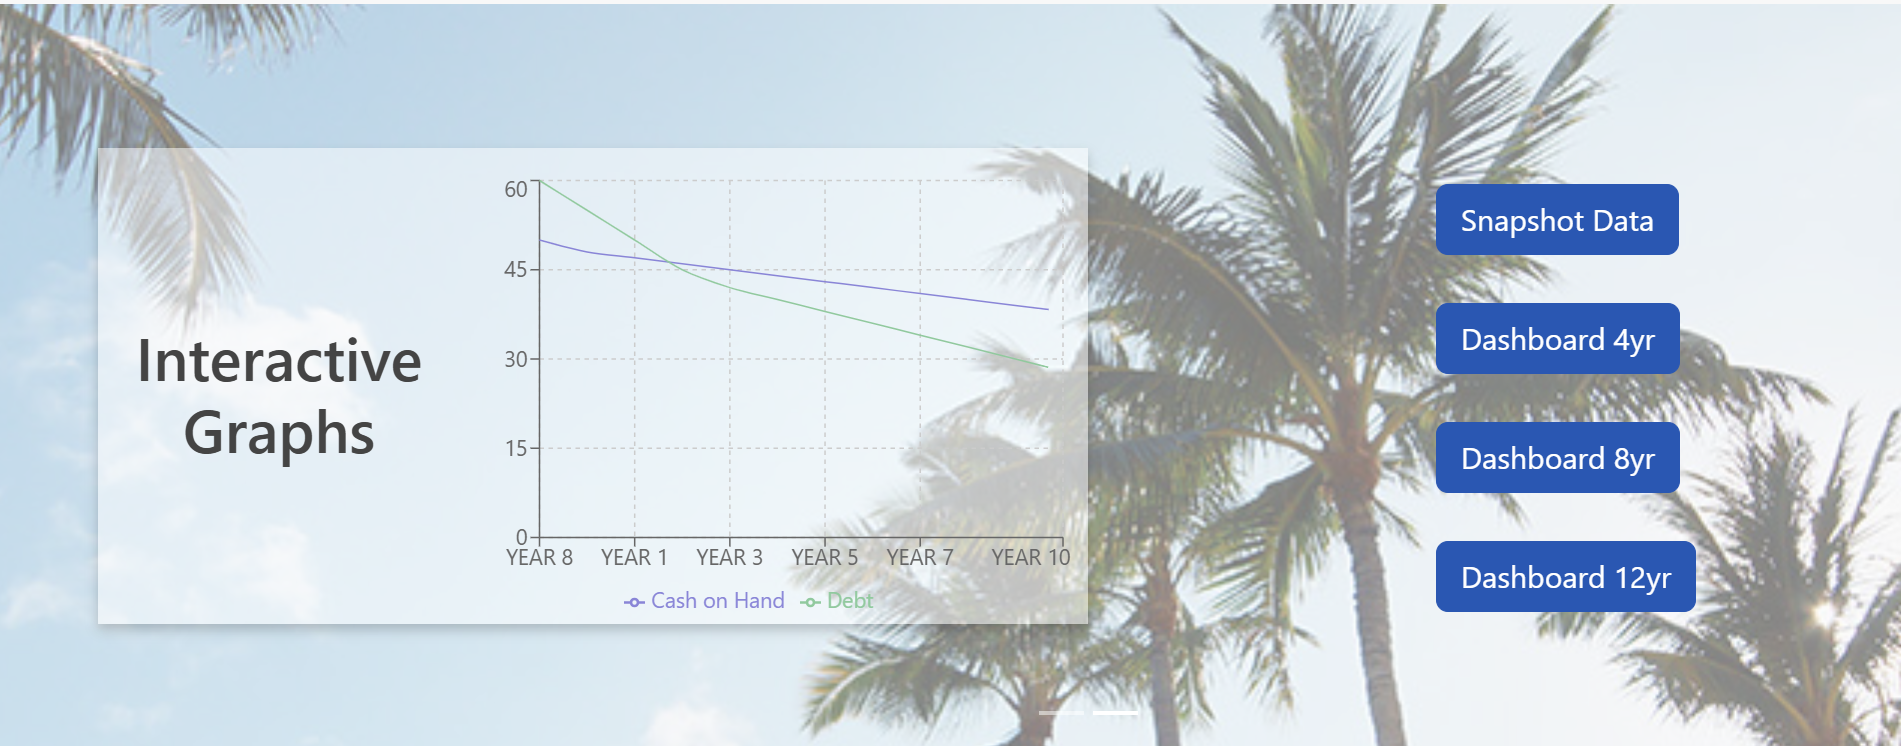 Interactive
Graphs
60
45
30
15
0
YEAR 8 YEAR 1 YEAR 3 YEAR 5 YEAR 7 YEAR 10
Cash on Hand Debt
Snapshot Data
Dashboard 4yr
Dashboard 8yr
Dashboard 12yr